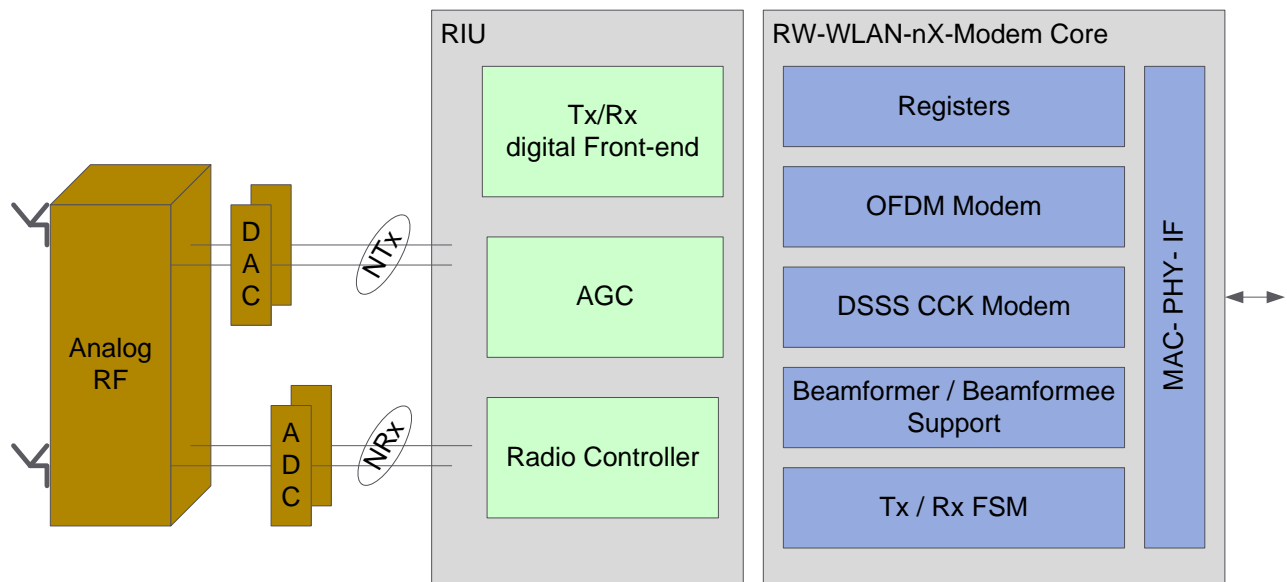 RIU
RW-WLAN-nX-Modem Core
Tx/Rx
digital Front-end
AGC
Radio Controller
Registers
OFDM Modem
DSSS CCK Modem
Beamformer / Beamformee
Support
Tx / Rx FSM
MAC- PHY- IF
Analog
RF
D
A
C
NTx
A
D
C
NRx